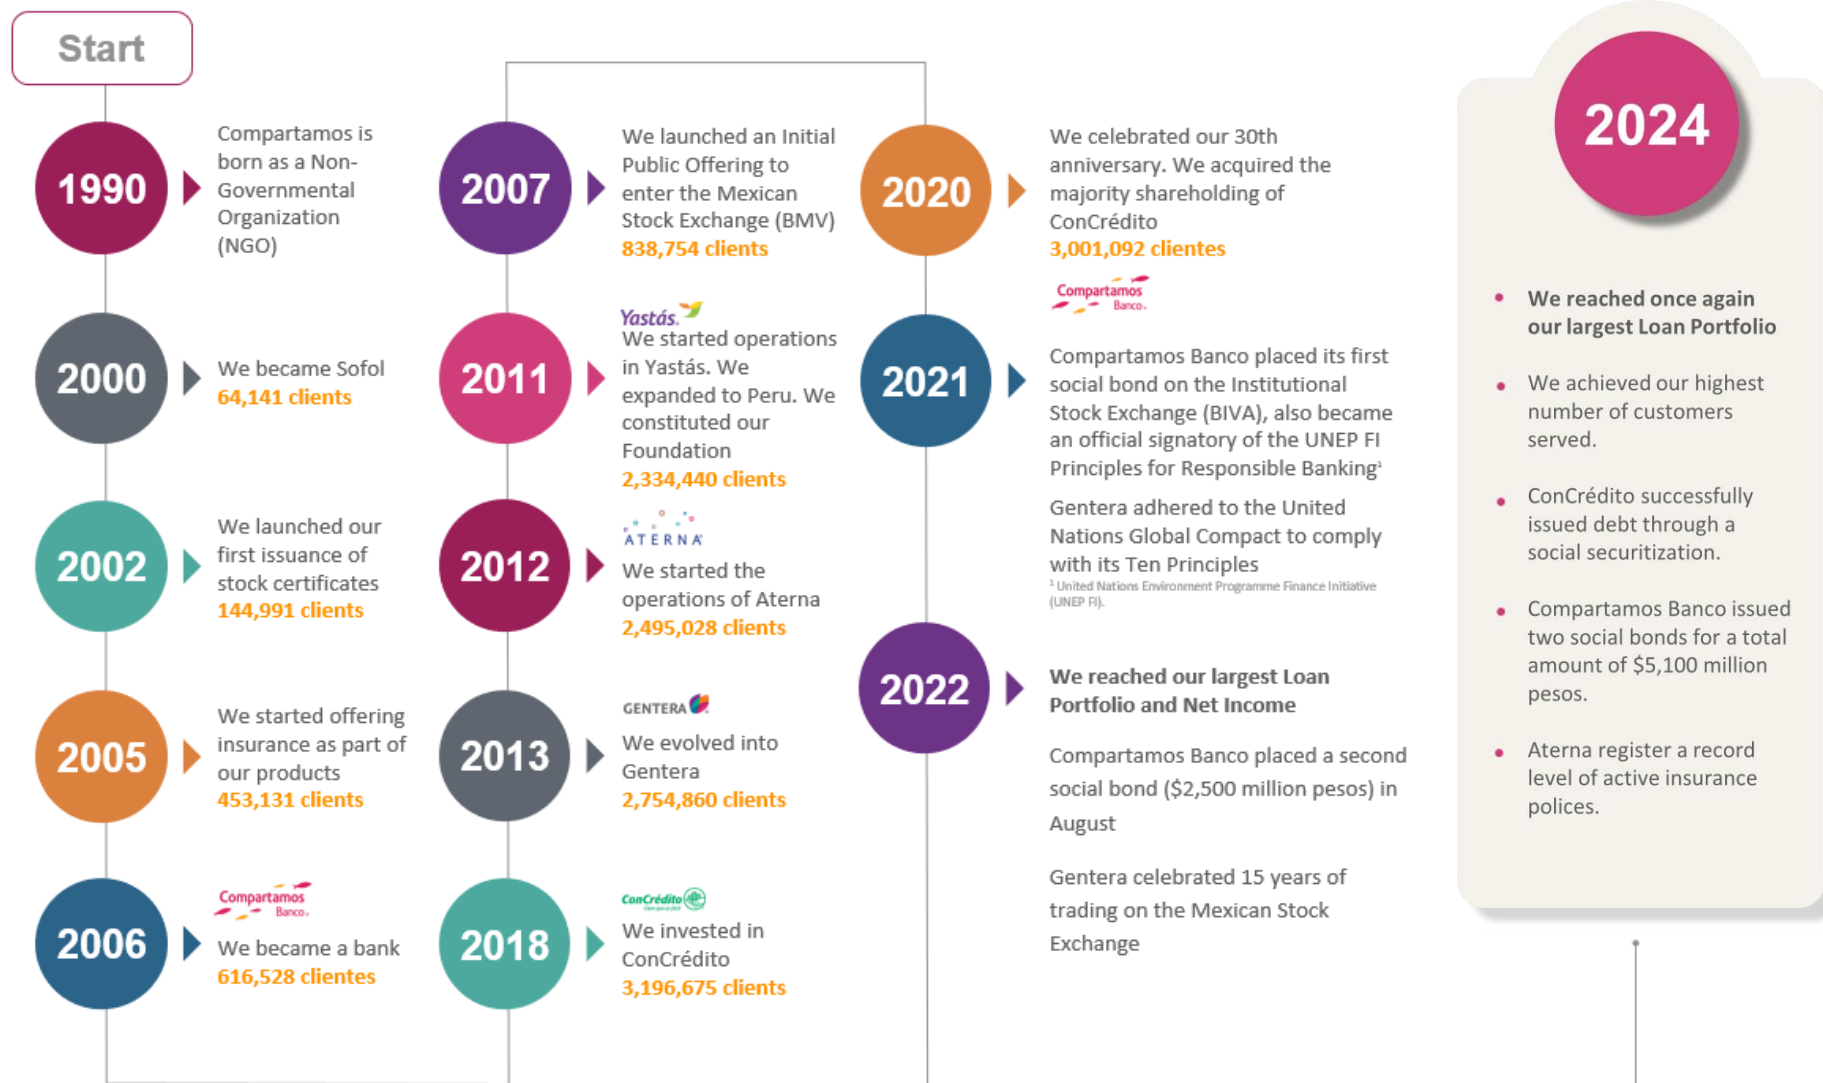 Start
1990
Compartamos is
born as a Non-
Governmental
Organization
(NGO)
2000
We became Sofol
64,141 clients
2002
We launched our
first issuance of
stock certificates
144,991 clients
2005
We started offering
insurance as part of
our products
453,131 clients
2006
Compartamos
Banco
We became a bank
616,528 clientes
2007
We launched an Initial
Public Offering to
enter the Mexican
Stock Exchange (BMV)
838,754 clients
2011
Yastás.
We started operations
in Yastás. We
expanded to Peru. We
constituted our
Foundation
2,334,440 clients
2012
ATERNA
We started the
operations of Aterna
2,495,028 clients
2013
GENTERA
We evolved into
Gentera
2,754,860 clients
2018
ConCrédito
We invested in
ConCrédito
3,196,675 clients
2020
We celebrated our 30th
anniversary. We acquired the
majority shareholding of
ConCrédito
3,001,092 clientes
Compartamos
Banco
2021
Compartamos Banco placed its first
social bond on the Institutional
Stock Exchange (BIVA), also became
an official signatory of the UNEP FI
Principles for Responsible Banking¹
Gentera adhered to the United
Nations Global Compact to comply
with its Ten Principles
¹ United Nations Environment Programme Finance Initiative
(UNEP FI).
2022
We reached our largest Loan
Portfolio and Net Income
Compartamos Banco placed a second
social bond ($2,500 million pesos) in
August
Gentera celebrated 15 years of
trading on the Mexican Stock
Exchange
2024
• We reached once again
our largest Loan Portfolio
• We achieved our highest
number of customers
served.
• ConCrédito successfully
issued debt through a
social securitization.
• Compartamos Banco issued
two social bonds for a total
amount of $5,100 million
pesos.
• Aterna register a record
level of active insurance
polices.